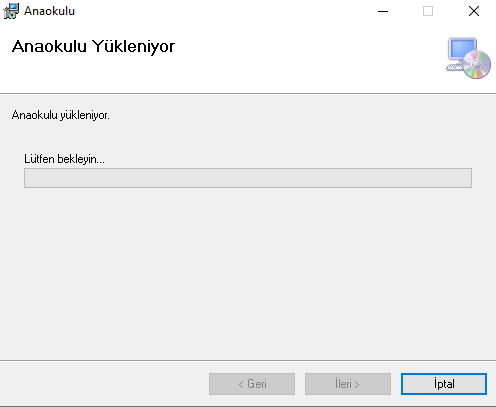 Anaokulu
Anaokulu Yükleniyor
Anaokulu yükleniyor.
Lütfen bekleyin...
< Geri
İleri >
İptal